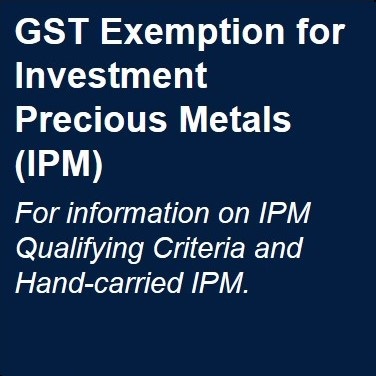 GST Exemption for
Investment
Precious Metals
(IPM)
For information on IPM
Qualifying Criteria and
Hand-carried IPM.